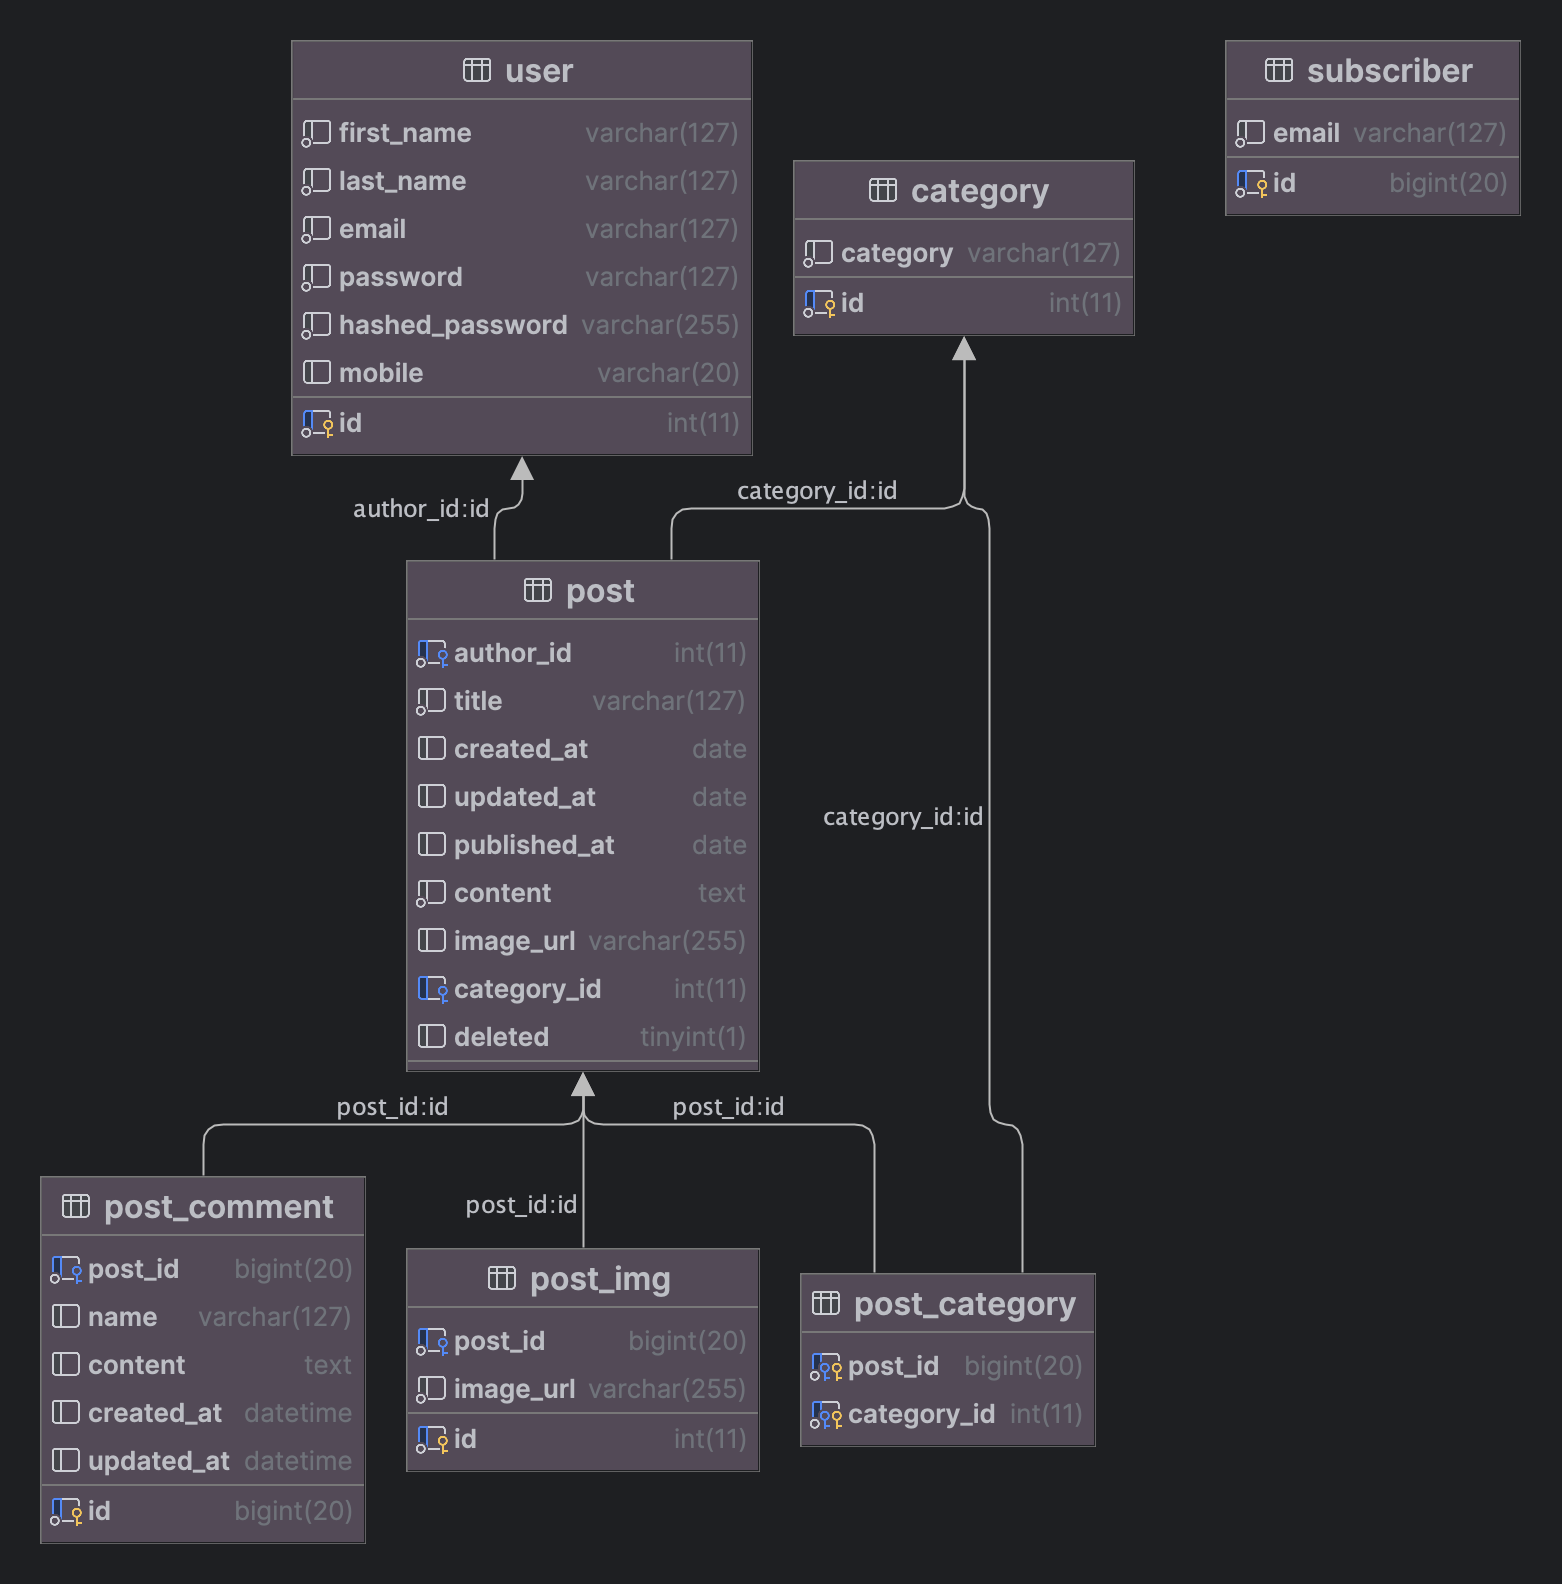 user
first_name varchar(127)
last_name varchar(127)
email varchar(127)
password varchar(127)
hashed_password varchar(255)
mobile varchar(20)
id int(11)
category
category varchar(127)
id int(11)
subscriber
email varchar(127)
id bigint(20)
author_id:id
category_id:id
post
author_id int(11)
title varchar(127)
created_at date
updated_at date
published_at date
content text
image_url varchar(255)
category_id int(11)
deleted tinyint(1)
category_id:id
post_id:id
post_id:id
post_id:id
post_comment
post_id bigint(20)
name varchar(127)
content text
created_at datetime
updated_at datetime
id bigint(20)
post_img
post_id bigint(20)
image_url varchar(255)
id int(11)
post_category
post_id bigint(20)
category_id int(11)